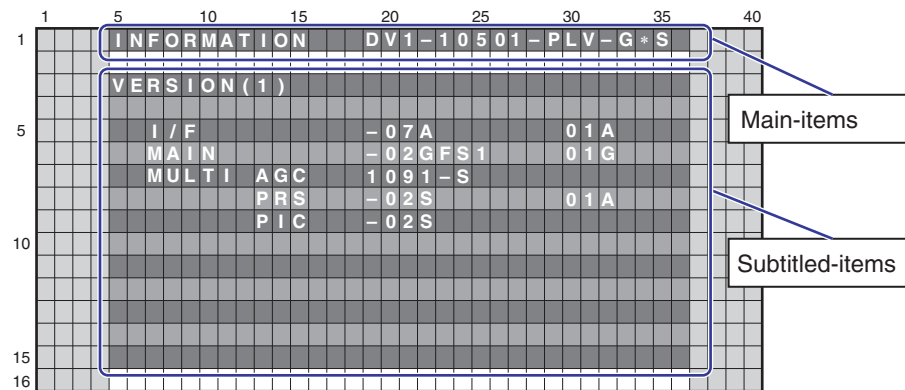 1 5 10 15 20 25 30 35 40
1 INFORMATION DV1-10501-PLV-G*S
VERSION(1)
Main-items
5 I/F -07A 01A
MAIN -02GFS1 01G
MULTI AGC 1091-S
PRS -02S 01A
PIC -02S
10
Subtitled-items
15
16